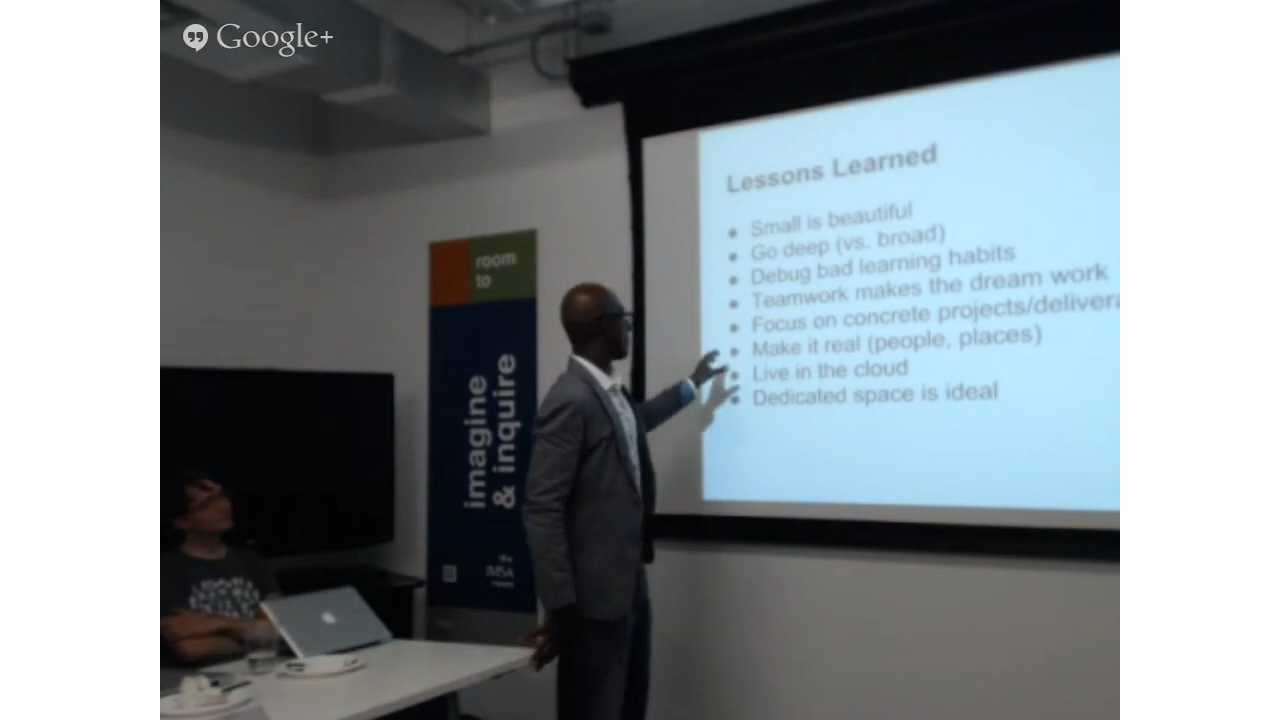 Google+
Lessons Learned
• Small is beautiful
• Go deep (vs. broad)
• Debug bad learning habits
• Teamwork makes the dream work
• Focus on concrete projects/delivera
• Make it real (people, places)
• Live in the cloud
• Dedicated space is ideal
room
to
imagine
& inquire
the
IMSA